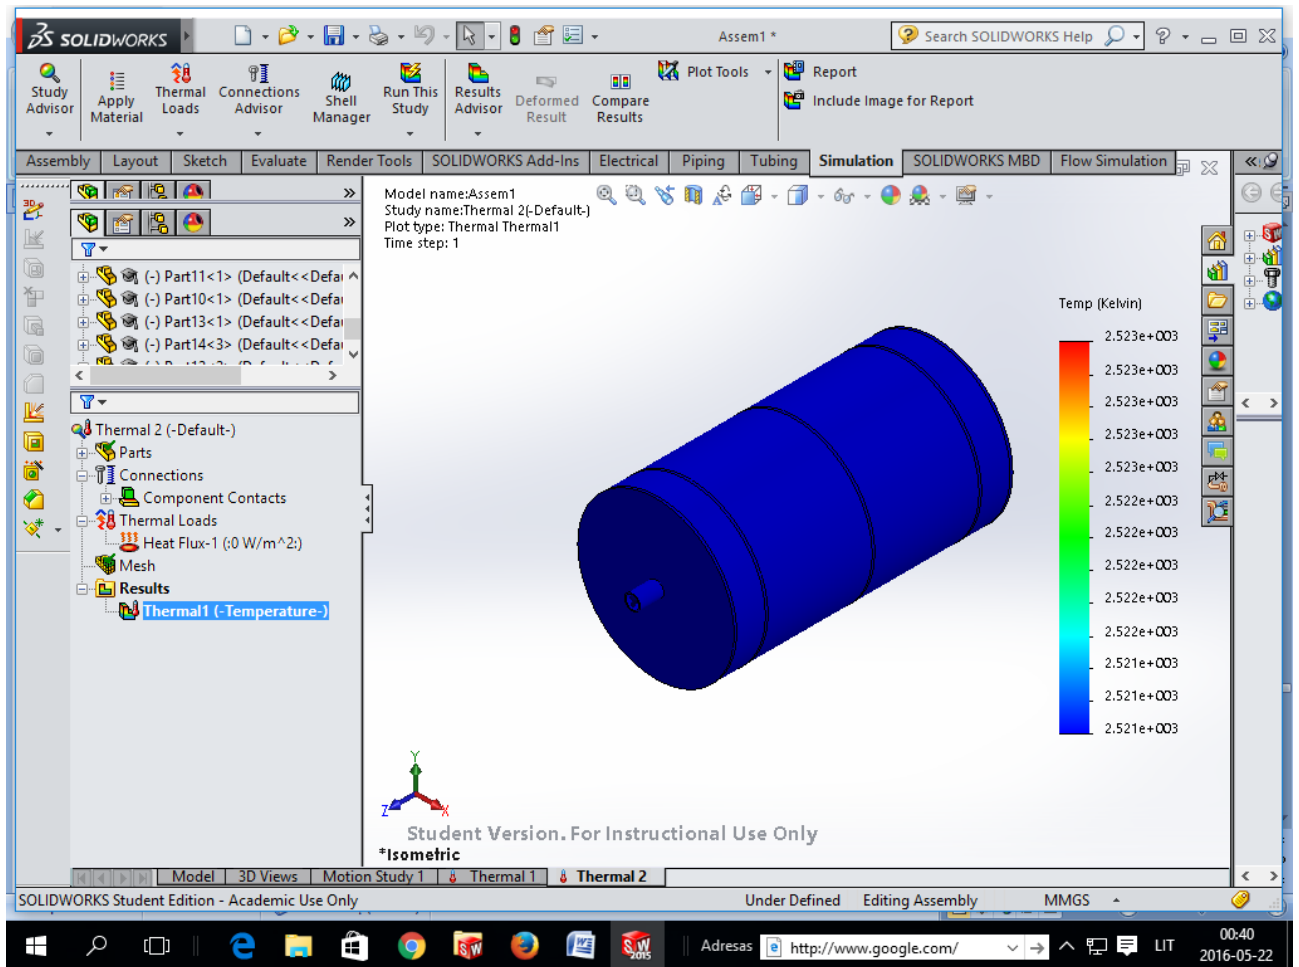 SOLIDWORKS
Assem1 *
Search SOLIDWORKS Help
Study Advisor
Apply Material
Thermal Loads
Connections Advisor
Shell Manager
Run This Study
Results Advisor
Deformed Result
Compare Results
Plot Tools
Report
Include Image for Report
Assembly Layout Sketch Evaluate Render Tools SOLIDWORKS Add-Ins Electrical Piping Tubing Simulation SOLIDWORKS MBD Flow Simulation
Model name:Assem1
Study name:Thermal 2(-Default-)
Plot type: Thermal Thermal1
Time step: 1
(-) Part11<1> (Default<<Defa
(-) Part10<1> (Default<<Defa
(-) Part13<1> (Default<<Defa
(-) Part14<3> (Default<<Defa
Thermal 2 (-Default-)
Parts
Connections
Component Contacts
Thermal Loads
Heat Flux-1 (:0 W/m^2:)
Mesh
Results
Thermal1 (-Temperature-)
Temp (Kelvin)
2.523e+003
2.523e+003
2.523e+003
2.523e+003
2.523e+003
2.522e+003
2.522e+003
2.522e+003
2.522e+003
2.522e+003
2.521e+003
2.521e+003
2.521e+003
Y
Z
X
Student Version. For Instructional Use Only
*Isometric
Model 3D Views Motion Study 1 Thermal 1 Thermal 2
SOLIDWORKS Student Edition - Academic Use Only Under Defined Editing Assembly MMGS
Adresas http://www.google.com/ LIT
00:40
2016-05-22